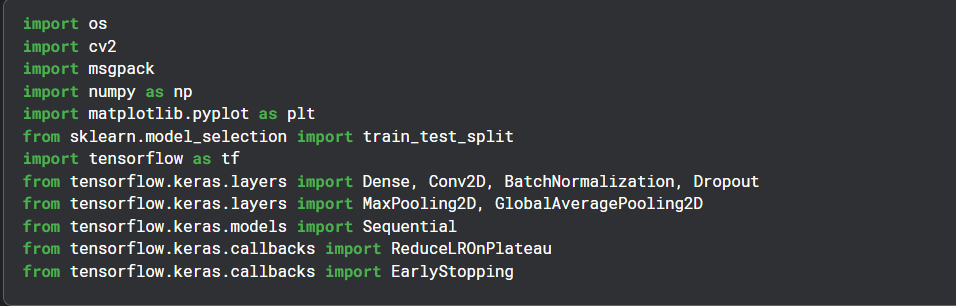 import os
import cv2
import msgpack
import numpy as np
import matplotlib.pyplot as plt
from sklearn.model_selection import train_test_split
import tensorflow as tf
from tensorflow.keras.layers import Dense, Conv2D, BatchNormalization, Dropout
from tensorflow.keras.layers import MaxPooling2D, GlobalAveragePooling2D
from tensorflow.keras.models import Sequential
from tensorflow.keras.callbacks import ReduceLROnPlateau
from tensorflow.keras.callbacks import EarlyStopping